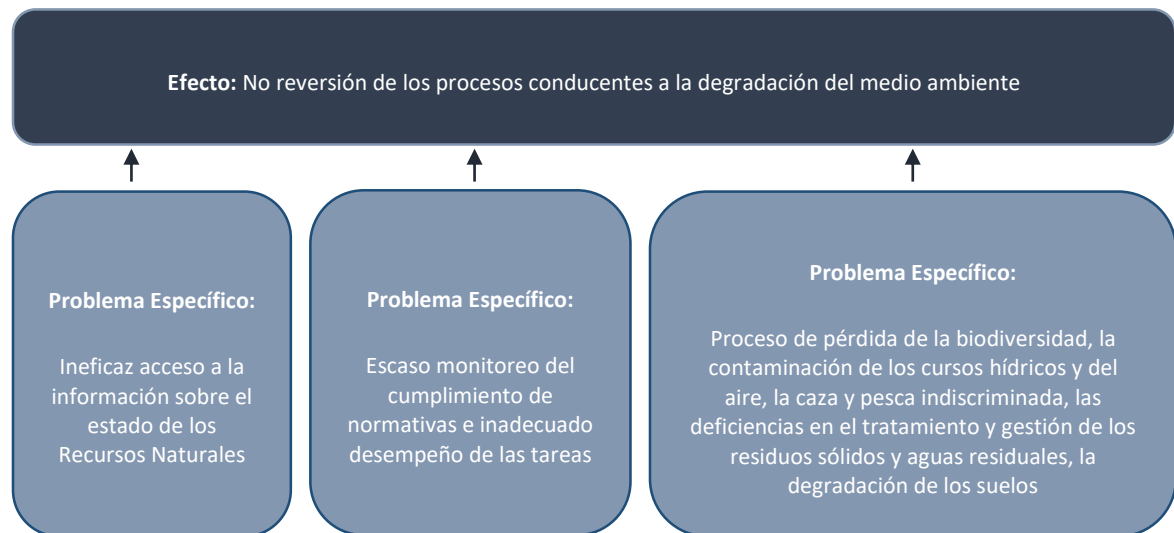 Efecto: No reversión de los procesos conducentes a la degradación del medio ambiente
Problema Específico:
Ineficaz acceso a la
información sobre el
estado de los
Recursos Naturales
Problema Específico:
Escaso monitoreo del
cumplimiento de
normativas e inadecuado
desempeño de las tareas
Problema Específico:
Proceso de pérdida de la biodiversidad, la
contaminación de los cursos hídricos y del
aire, la caza y pesca indiscriminada, las
deficiencias en el tratamiento y gestión de los
residuos sólidos y aguas residuales, la
degradación de los suelos